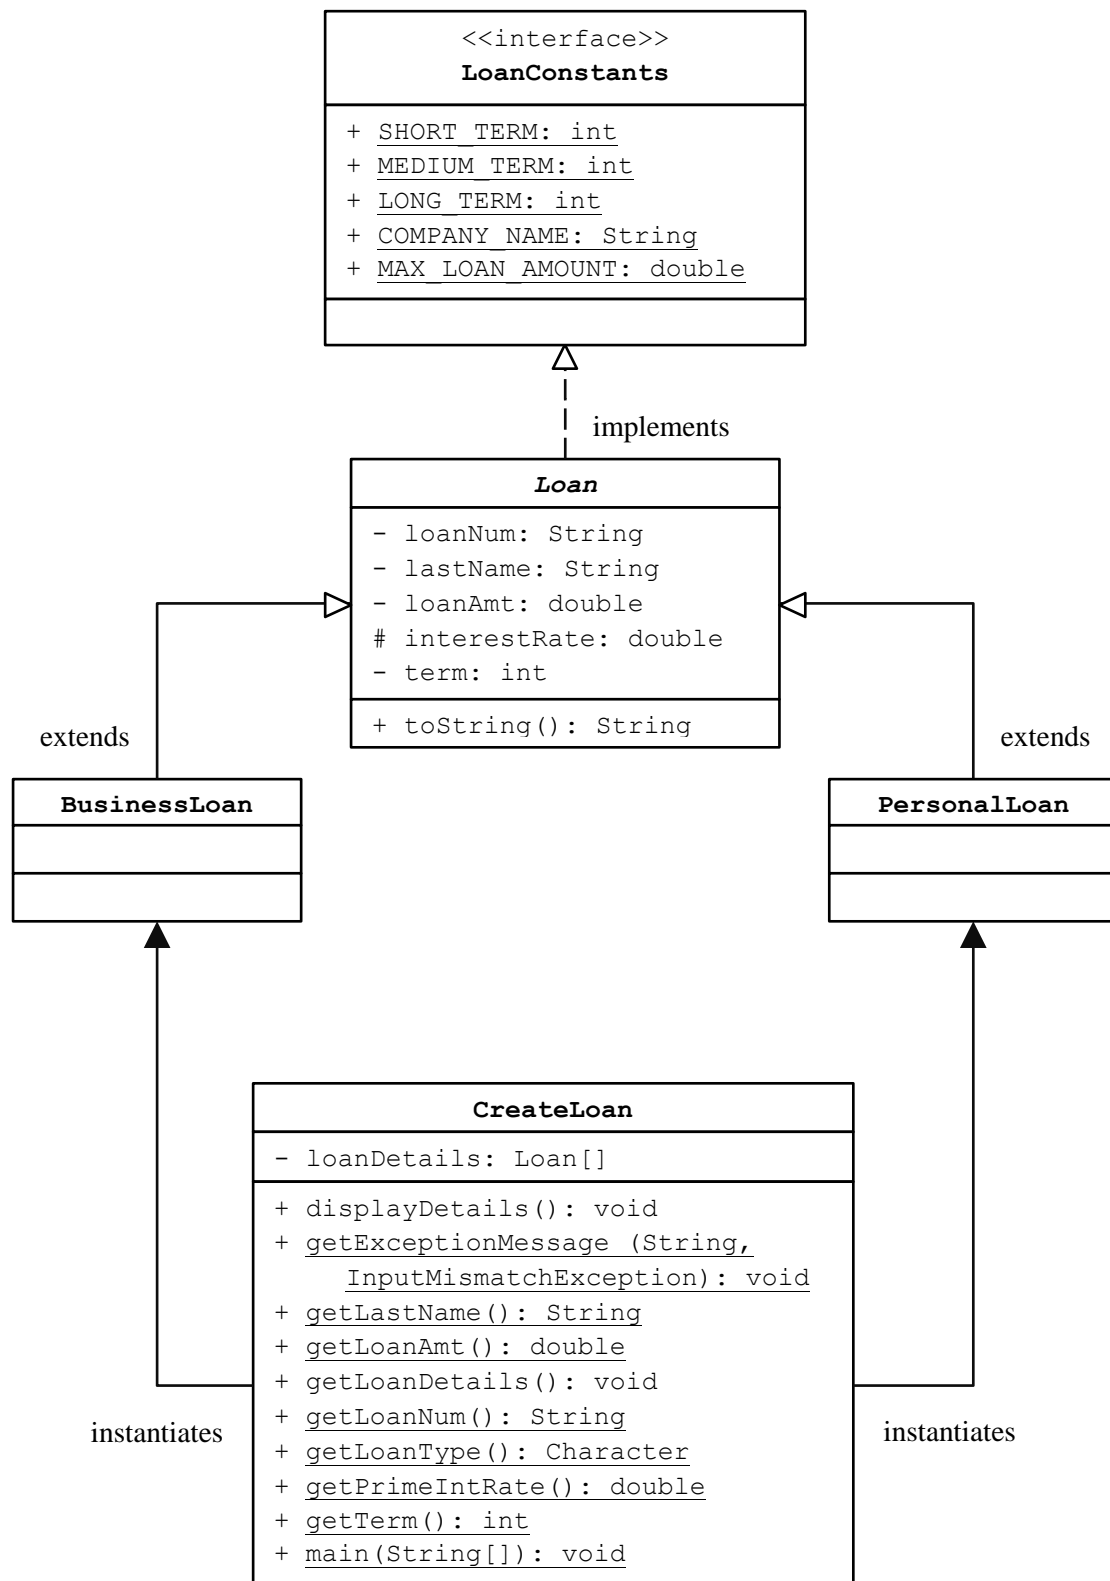 <<interface>>
LoanConstants
+ SHORT_TERM: int
+ MEDIUM_TERM: int
+ LONG_TERM: int
+ COMPANY_NAME: String
+ MAX_LOAN_AMOUNT: double
implements
Loan
- loanNum: String
- lastName: String
- loanAmt: double
# interestRate: double
- term: int
+ toString(): String
extends
extends
BusinessLoan
PersonalLoan
CreateLoan
- loanDetails: Loan[]
+ displayDetails(): void
+ getExceptionMessage (String,
InputMismatchException): void
+ getLastName(): String
+ getLoanAmt(): double
+ getLoanDetails(): void
+ getLoanNum(): String
+ getLoanType(): Character
+ getPrimeIntRate(): double
+ getTerm(): int
+ main(String[]): void
instantiates
instantiates